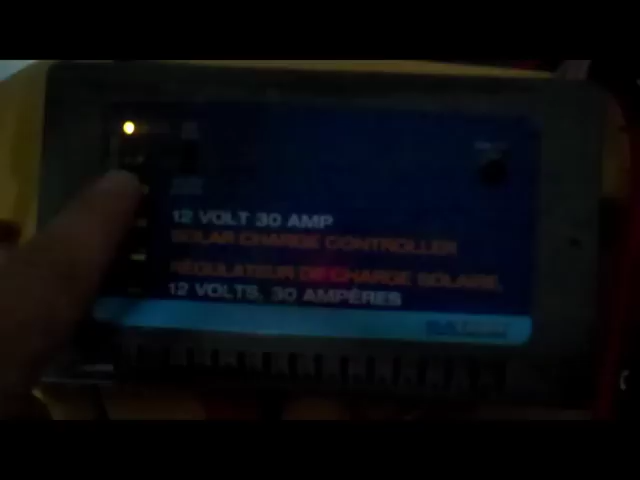 12 VOLT 30 AMP
SOLAR CHARGE CONTROLLER
RÉGULATEUR DE CHARGE SOLAIRE,
12 VOLTS, 30 AMPÈRES